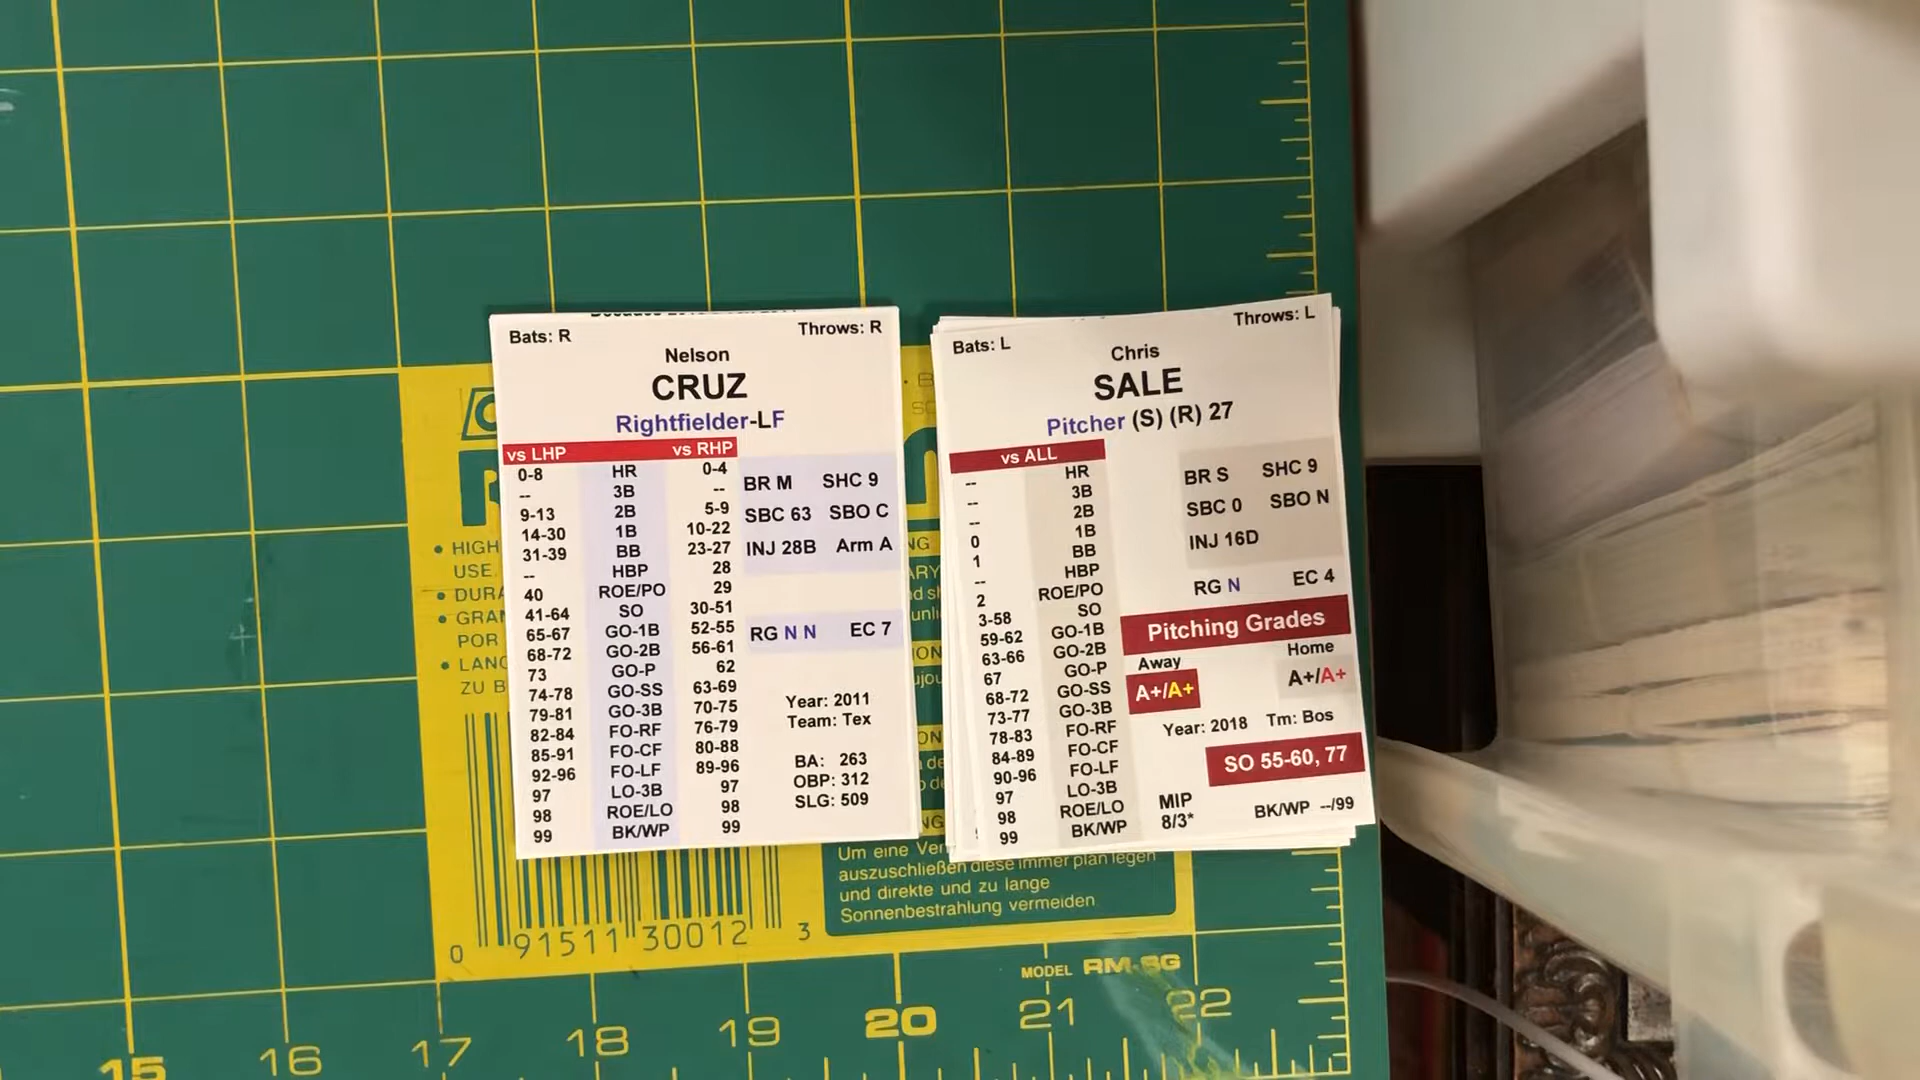 Bats: R Throws: R
Nelson
CRUZ
Rightfielder-LF
vs LHP vs RHP
0-8 HR 0-4
-- 3B --
9-13 2B 5-9
14-30 1B 10-22
31-39 BB 23-27
-- HBP 28
40 ROE/PO 29
41-64 SO 30-51
65-67 GO-1B 52-55
68-72 GO-2B 56-61
73 GO-P 62
74-78 GO-SS 63-69
79-81 GO-3B 70-75
82-84 FO-RF 76-79
85-91 FO-CF 80-88
92-96 FO-LF 89-96
97 LO-3B 97
98 ROE/LO 98
99 BK/WP 99
BR M SHC 9
SBC 63 SBO C
INJ 28B Arm A
RG N N EC 7
Year: 2011
Team: Tex
BA: 263
OBP: 312
SLG: 509
Bats: L Throws: L
Chris
SALE
Pitcher (S) (R) 27
vs ALL
-- HR
-- 3B
-- 2B
0 1B
1 BB
-- HBP
2 ROE/PO
3-58 SO
59-62 GO-1B
63-66 GO-2B
67 GO-P
68-72 GO-SS
73-77 GO-3B
78-83 FO-RF
84-89 FO-CF
90-96 FO-LF
97 LO-3B
98 ROE/LO
99 BK/WP
BR S SHC 9
SBC 0 SBO N
INJ 16D
RG N EC 4
Pitching Grades
Away Home
A+/A+ A+/A+
Year: 2018 Tm: Bos
SO 55-60, 77
MIP
8/3*
BK/WP --/99
• HIGH
USE.
• DURA
• GRAN
POR
• LANG
ZU B
Um eine Ver
auszuschließen diese immer plan legen
und direkte und zu lange
Sonnenbestrahlung vermeiden
0 91511 30012 3
MODEL RM-SG
15 16 17 18 19 20 21 22